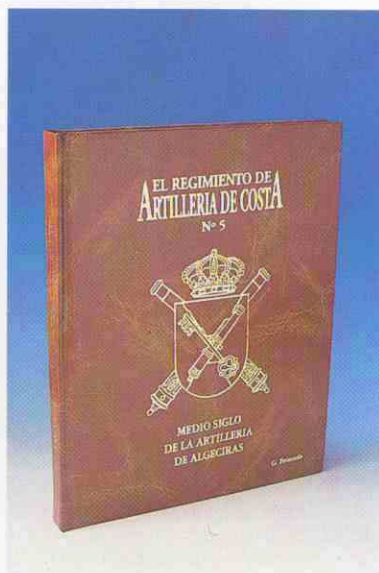 EL REGIMIENTO DE
ARTILLERIA DE COSTA
Nº 5
MEDIO SIGLO
DE LA ARTILLERIA
DE ALGECIRAS
G.